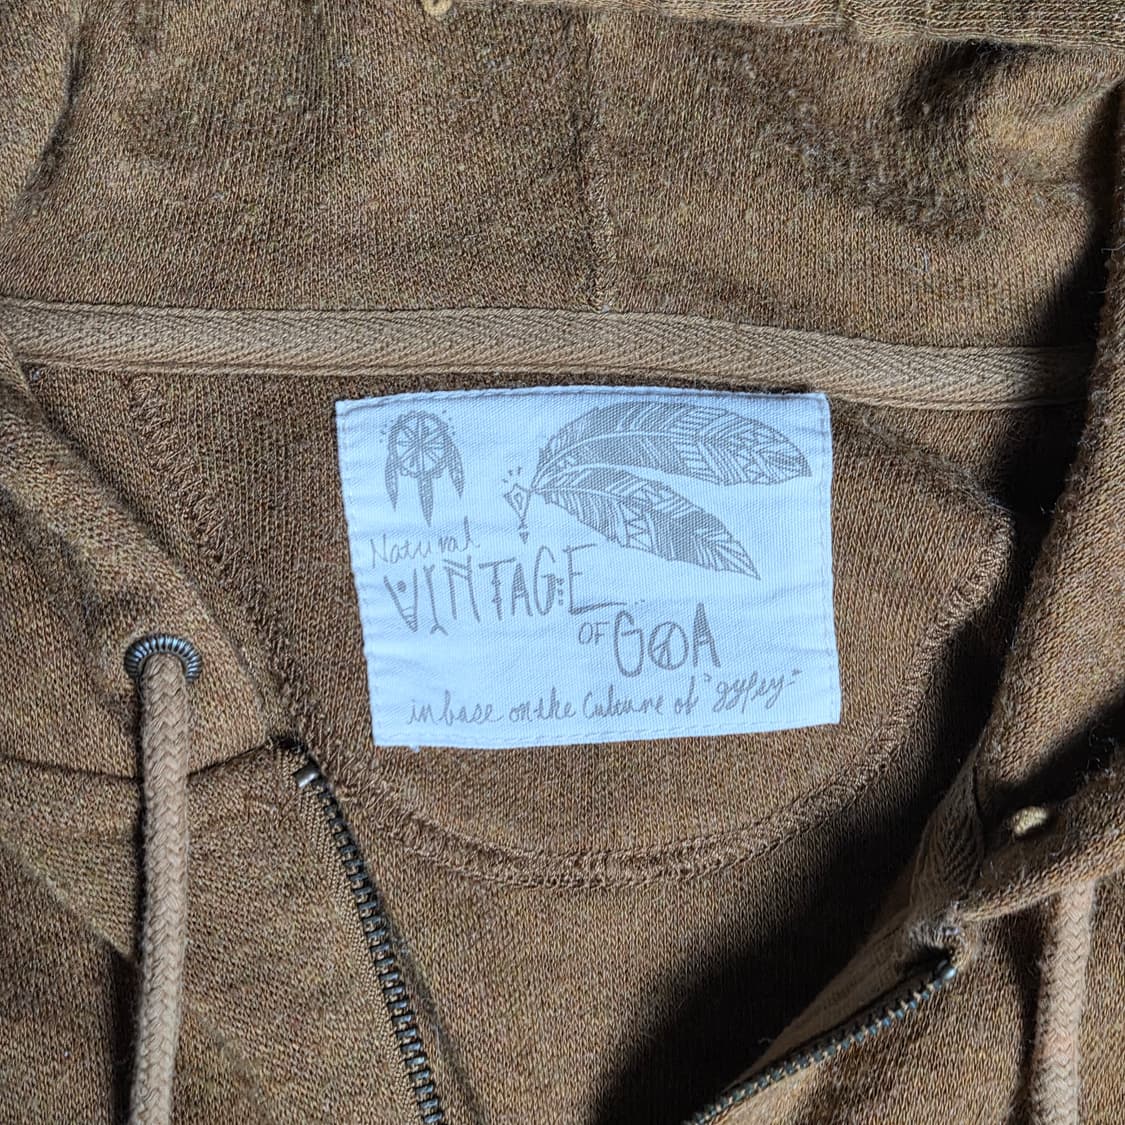 Natural
VINTAGE
OF GOA
in base on the Culture of "gypsy"